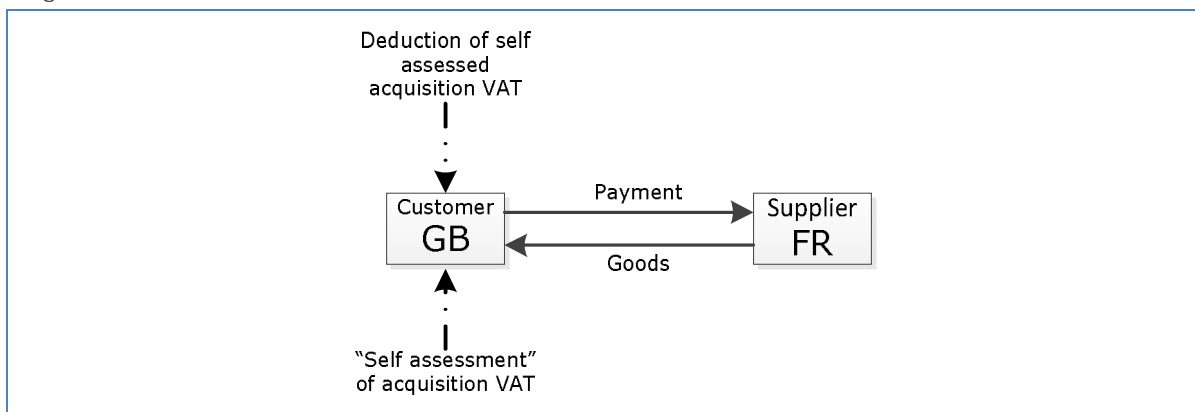 Deduction of self
assessed
acquisition VAT
Customer
GB
Payment
Goods
Supplier
FR
“Self assessment”
of acquisition VAT